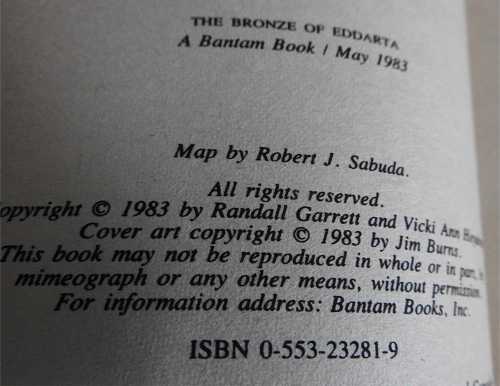 THE BRONZE OF EDDARTA
A Bantam Book / May 1983
Map by Robert J. Sabuda.
All rights reserved.
opyright © 1983 by Randall Garrett and Vicki Ann
Cover art copyright © 1983 by Jim Burns.
This book may not be reproduced in whole or in part,
mimeograph or any other means, without permission.
For information address: Bantam Books, Inc.
ISBN 0-553-23281-9